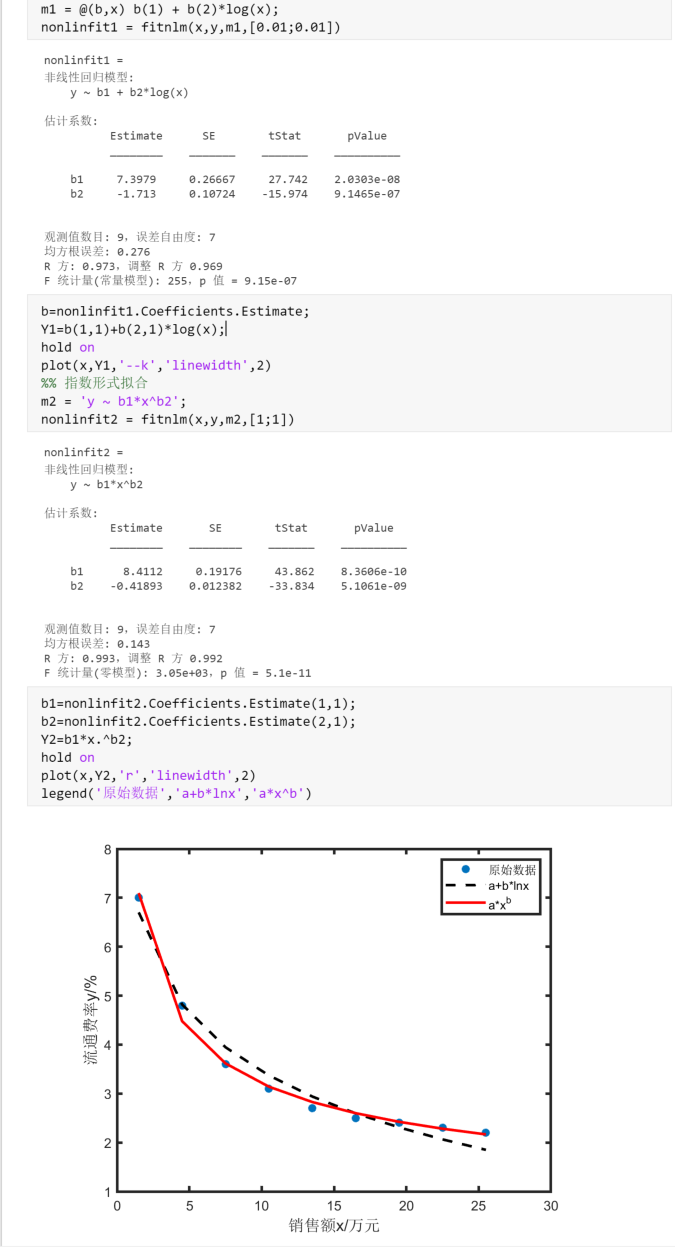 m1 = @(b,x) b(1) + b(2)*log(x);
nonlinfit1 = fitnlm(x,y,m1,[0.01;0.01])
nonlinfit1 =
非线性回归模型:
y ~ b1 + b2*log(x)
估计系数:
Estimate SE tStat pValue
b1 7.3979 0.26667 27.742 2.0303e-08
b2 -1.713 0.10724 -15.974 9.1465e-07
观测值数目: 9，误差自由度: 7
均方根误差: 0.276
R 方: 0.973，调整 R 方 0.969
F 统计量(常量模型): 255，p 值 = 9.15e-07
b=nonlinfit1.Coefficients.Estimate;
Y1=b(1,1)+b(2,1)*log(x);
hold on
plot(x,Y1,'--k','linewidth',2)
%% 指数形式拟合
m2 = 'y ~ b1*x^b2';
nonlinfit2 = fitnlm(x,y,m2,[1;1])
nonlinfit2 =
非线性回归模型:
y ~ b1*x^b2
估计系数:
Estimate SE tStat pValue
b1 8.4112 0.19176 43.862 8.3606e-10
b2 -0.41893 0.012382 -33.834 5.1061e-09
观测值数目: 9，误差自由度: 7
均方根误差: 0.143
R 方: 0.993，调整 R 方 0.992
F 统计量(零模型): 3.05e+03，p 值 = 5.1e-11
b1=nonlinfit2.Coefficients.Estimate(1,1);
b2=nonlinfit2.Coefficients.Estimate(2,1);
Y2=b1*x.^b2;
hold on
plot(x,Y2,'r','linewidth',2)
legend('原始数据','a+b*lnx','a*x^b')
8
7
6
5
4
3
2
1
流通费率y/%
原始数据
a+b*lnx
a*x^b
0 5 10 15 20 25 30
销售额x/万元